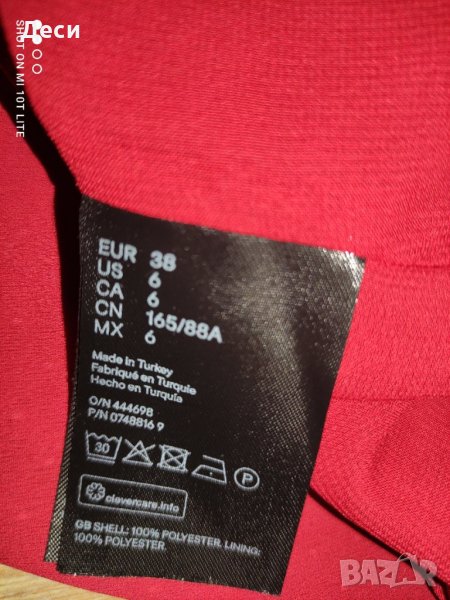 Деси
SHOT ON MI 10T LITE
EUR 38
US 6
CA 6
CN 165/88A
MX 6
Made in Turkey
Fabriqué en Turquie
Hecho en Turquía
O/N 444698
P/N 0748816 9
30
P
clevercare.info
GB SHELL: 100% POLYESTER. LINING:
100% POLYESTER.
BAZAR